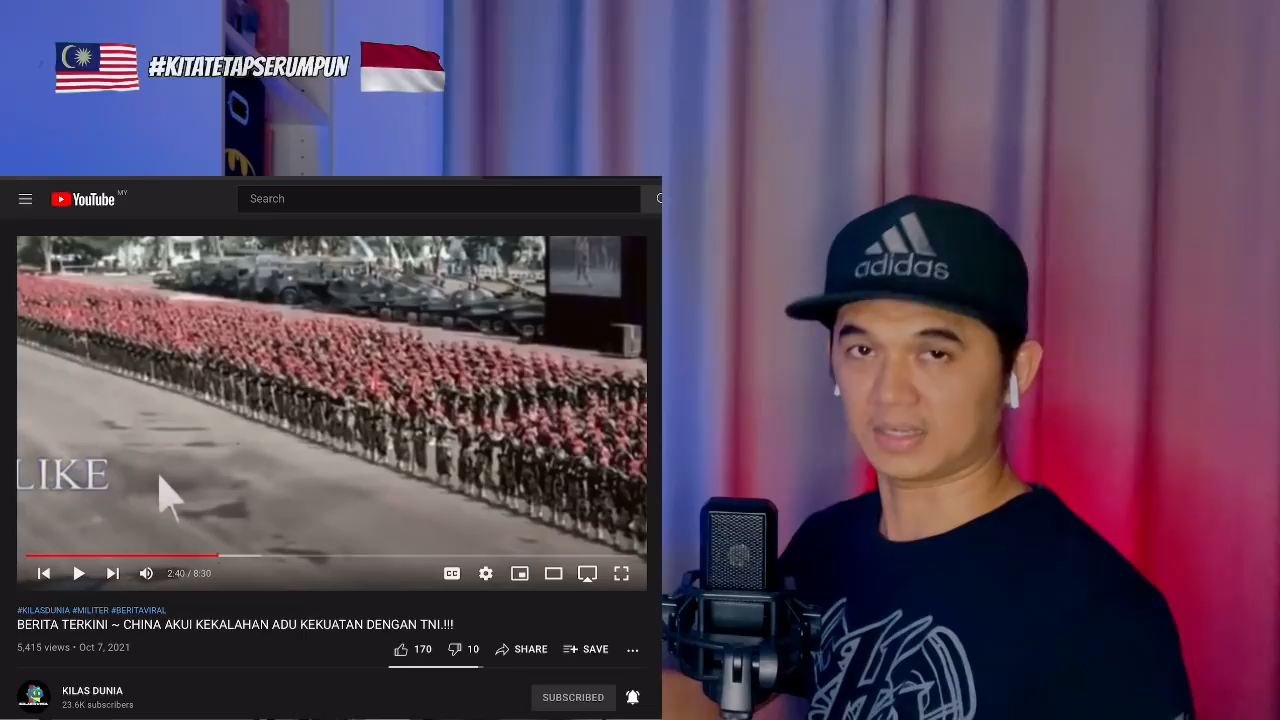 #KITATETAPSERUMPUN
YouTube MY
Search
adidas
LIKE
2:40 / 8:30
CC
#KILASDUNIA #MILITER #BERITAVIRAL
BERITA TERKINI ~ CHINA AKUI KEKALAHAN ADU KEKUATAN DENGAN TNI.!!!
5,415 views • Oct 7, 2021
170
10
SHARE
SAVE
KILAS DUNIA
23.6K subscribers
SUBSCRIBED